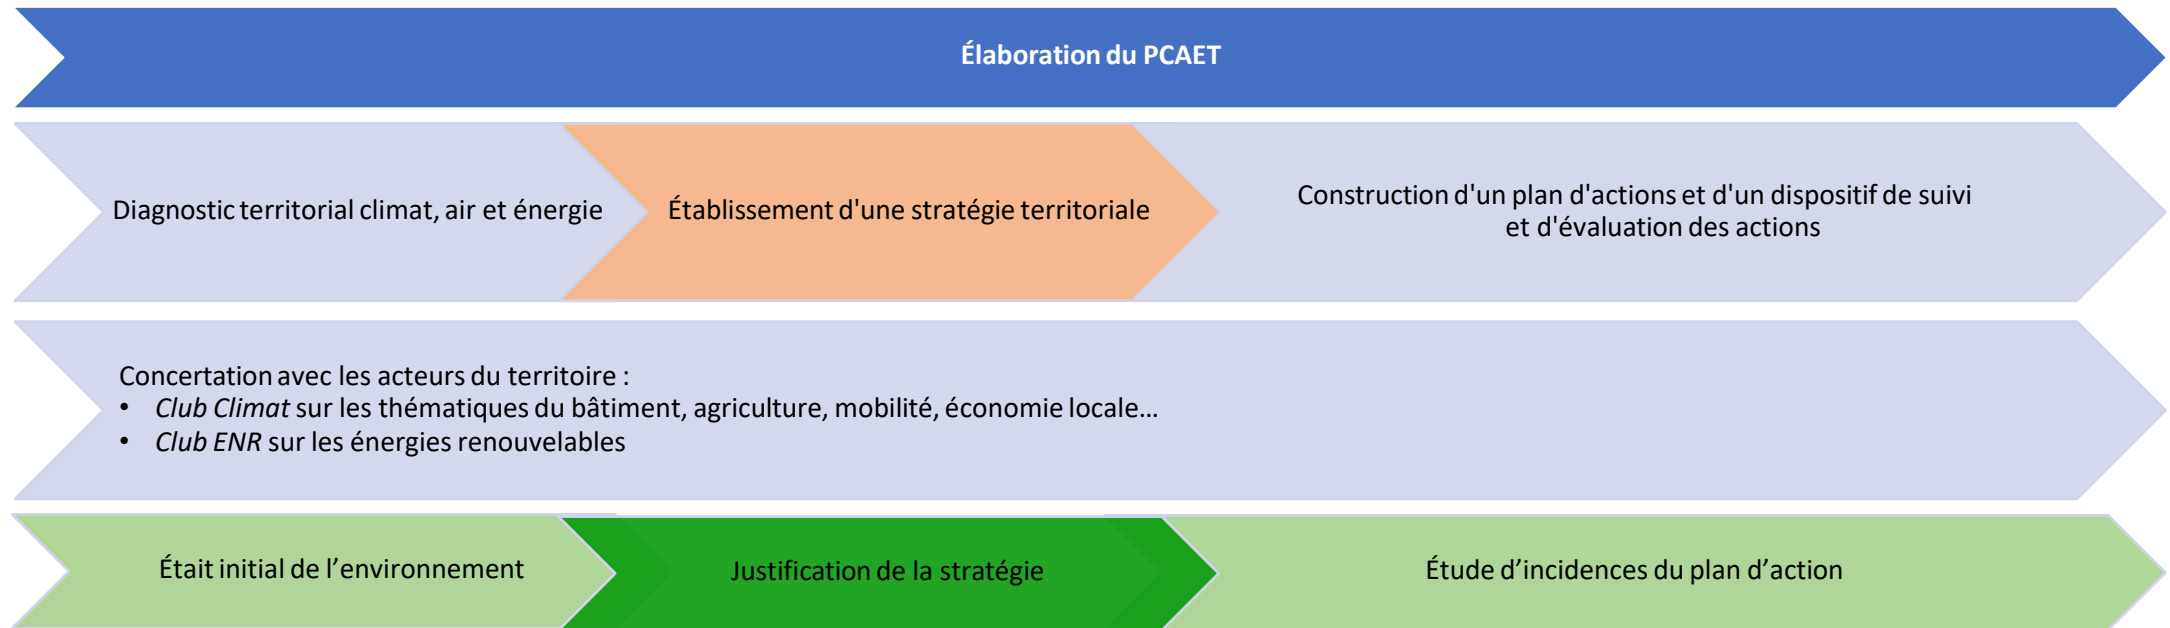 Élaboration du PCAET
Diagnostic territorial climat, air et énergie
Établissement d'une stratégie territoriale
Construction d'un plan d'actions et d'un dispositif de suivi
et d'évaluation des actions
Concertation avec les acteurs du territoire :
• Club Climat sur les thématiques du bâtiment, agriculture, mobilité, économie locale…
• Club ENR sur les énergies renouvelables
Était initial de l’environnement
Justification de la stratégie
Étude d’incidences du plan d’action